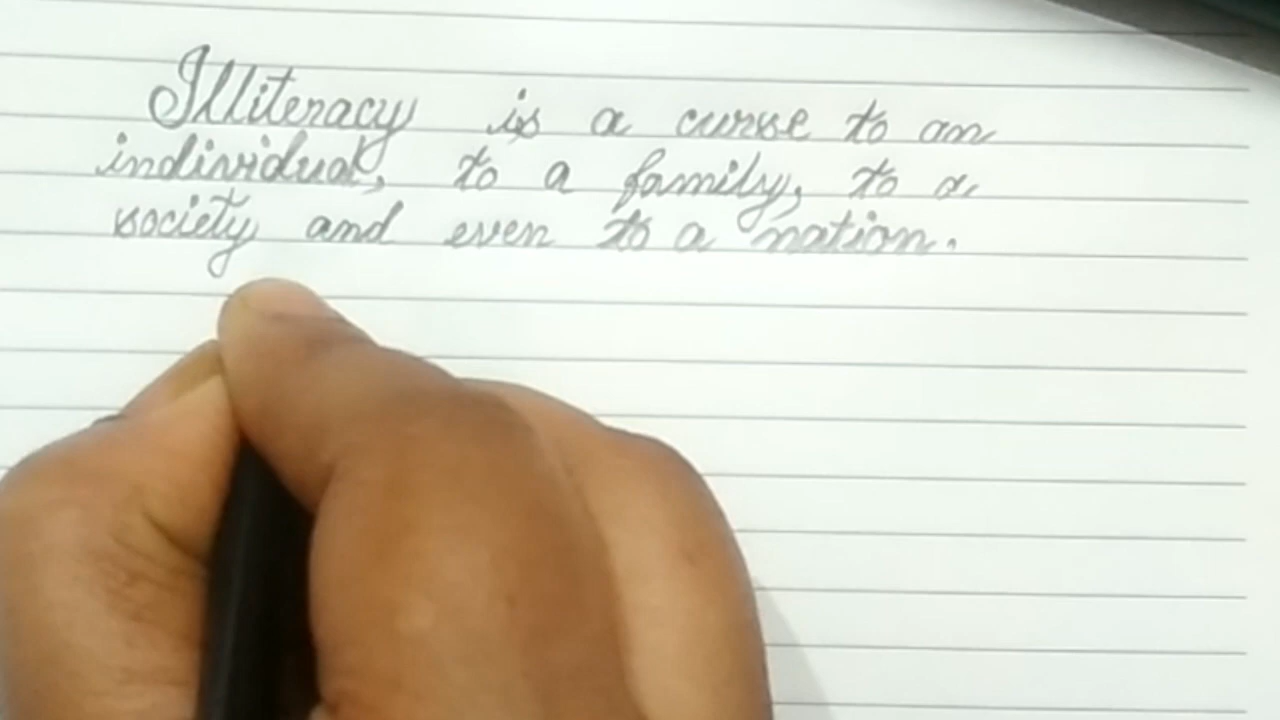 Illiteracy is a curse to an
individual, to a family, to a
society and even to a nation.